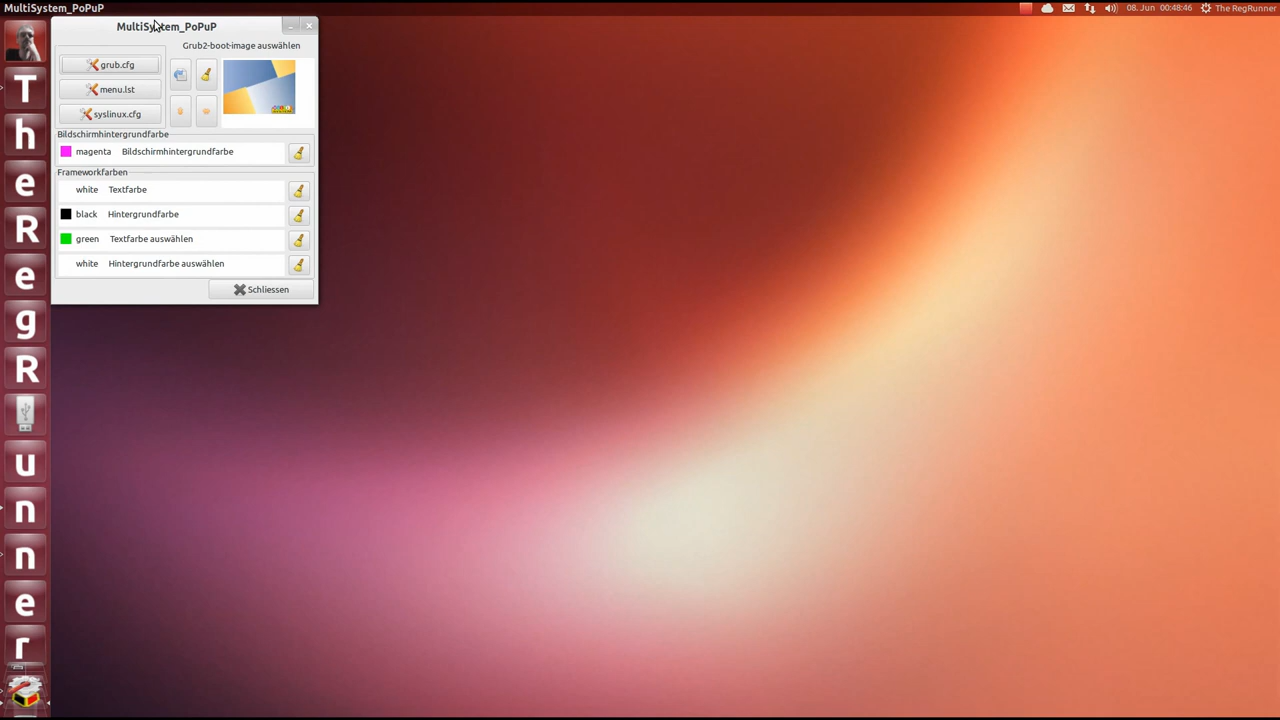 MultiSystem_PoPuP
08. Jun 00:48:46
The RegRunner
MultiSystem_PoPuP
Grub2-boot-image auswählen
grub.cfg
menu.lst
syslinux.cfg
Bildschirmhintergrundfarbe
magenta Bildschirmhintergrundfarbe
Frameworkfarben
white Textfarbe
black Hintergrundfarbe
green Textfarbe auswählen
white Hintergrundfarbe auswählen
Schliessen
T
h
e
R
e
g
R
u
n
n
e
r